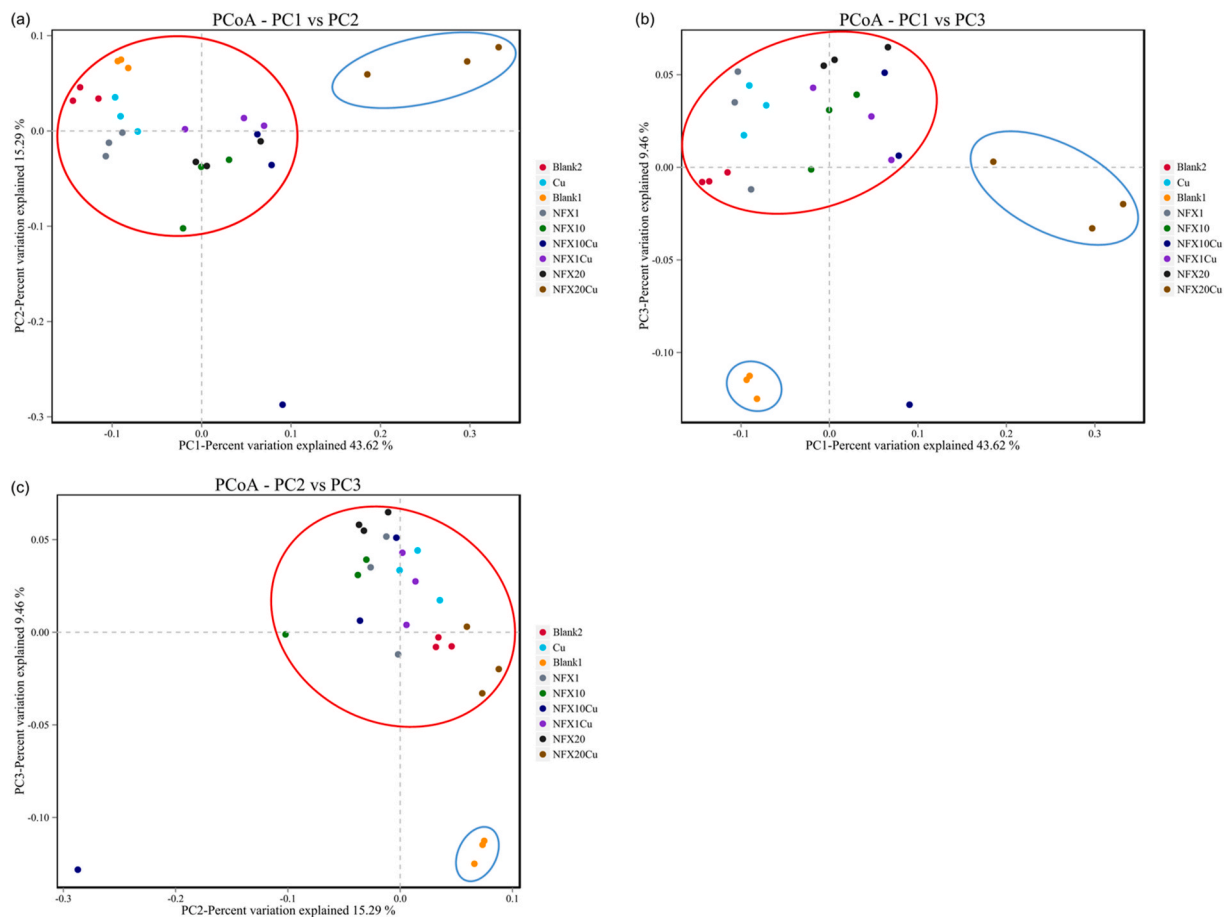 (a)
PCoA - PC1 vs PC2
PC2-Percent variation explained 15.29 %
0.1
0.0
-0.1
-0.2
-0.3
-0.1
0.0
0.1
0.2
0.3
PC1-Percent variation explained 43.62 %
Blank2
Cu
Blank1
NFX1
NFX10
NFX10Cu
NFX1Cu
NFX20
NFX20Cu
(b)
PCoA - PC1 vs PC3
PC3-Percent variation explained 9.46 %
0.05
0.00
-0.05
-0.10
-0.1
0.0
0.1
0.2
0.3
PC1-Percent variation explained 43.62 %
Blank2
Cu
Blank1
NFX1
NFX10
NFX10Cu
NFX1Cu
NFX20
NFX20Cu
(c)
PCoA - PC2 vs PC3
PC3-Percent variation explained 9.46 %
0.05
0.00
-0.05
-0.10
-0.3
-0.2
-0.1
0.0
0.1
PC2-Percent variation explained 15.29 %
Blank2
Cu
Blank1
NFX1
NFX10
NFX10Cu
NFX1Cu
NFX20
NFX20Cu